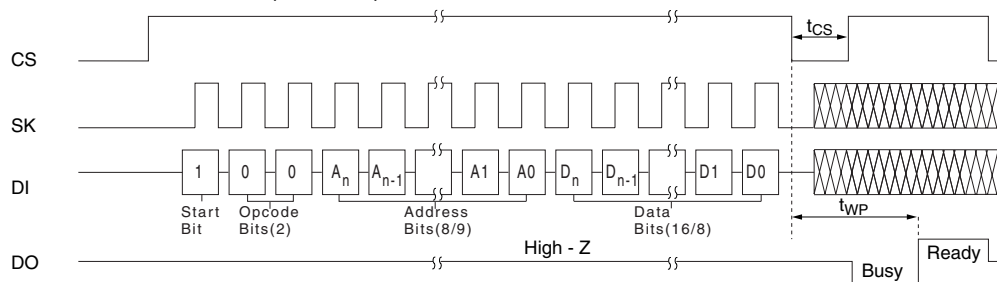 CS
tCS
SK
DI
1 0 0 An An-1 A1 A0 Dn Dn-1 D1 D0
Start Bit
Opcode Bits(2)
Address Bits(8/9)
Data Bits(16/8)
tWP
DO
High - Z
Busy
Ready